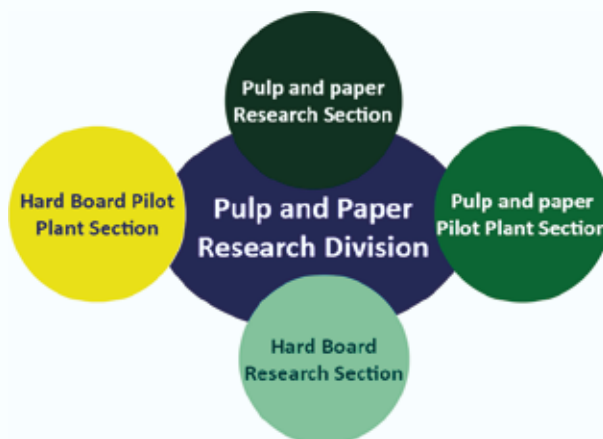 Pulp and paper
Research Section
Hard Board Pilot
Plant Section
Pulp and Paper
Research Division
Pulp and paper
Pilot Plant Section
Hard Board
Research Section